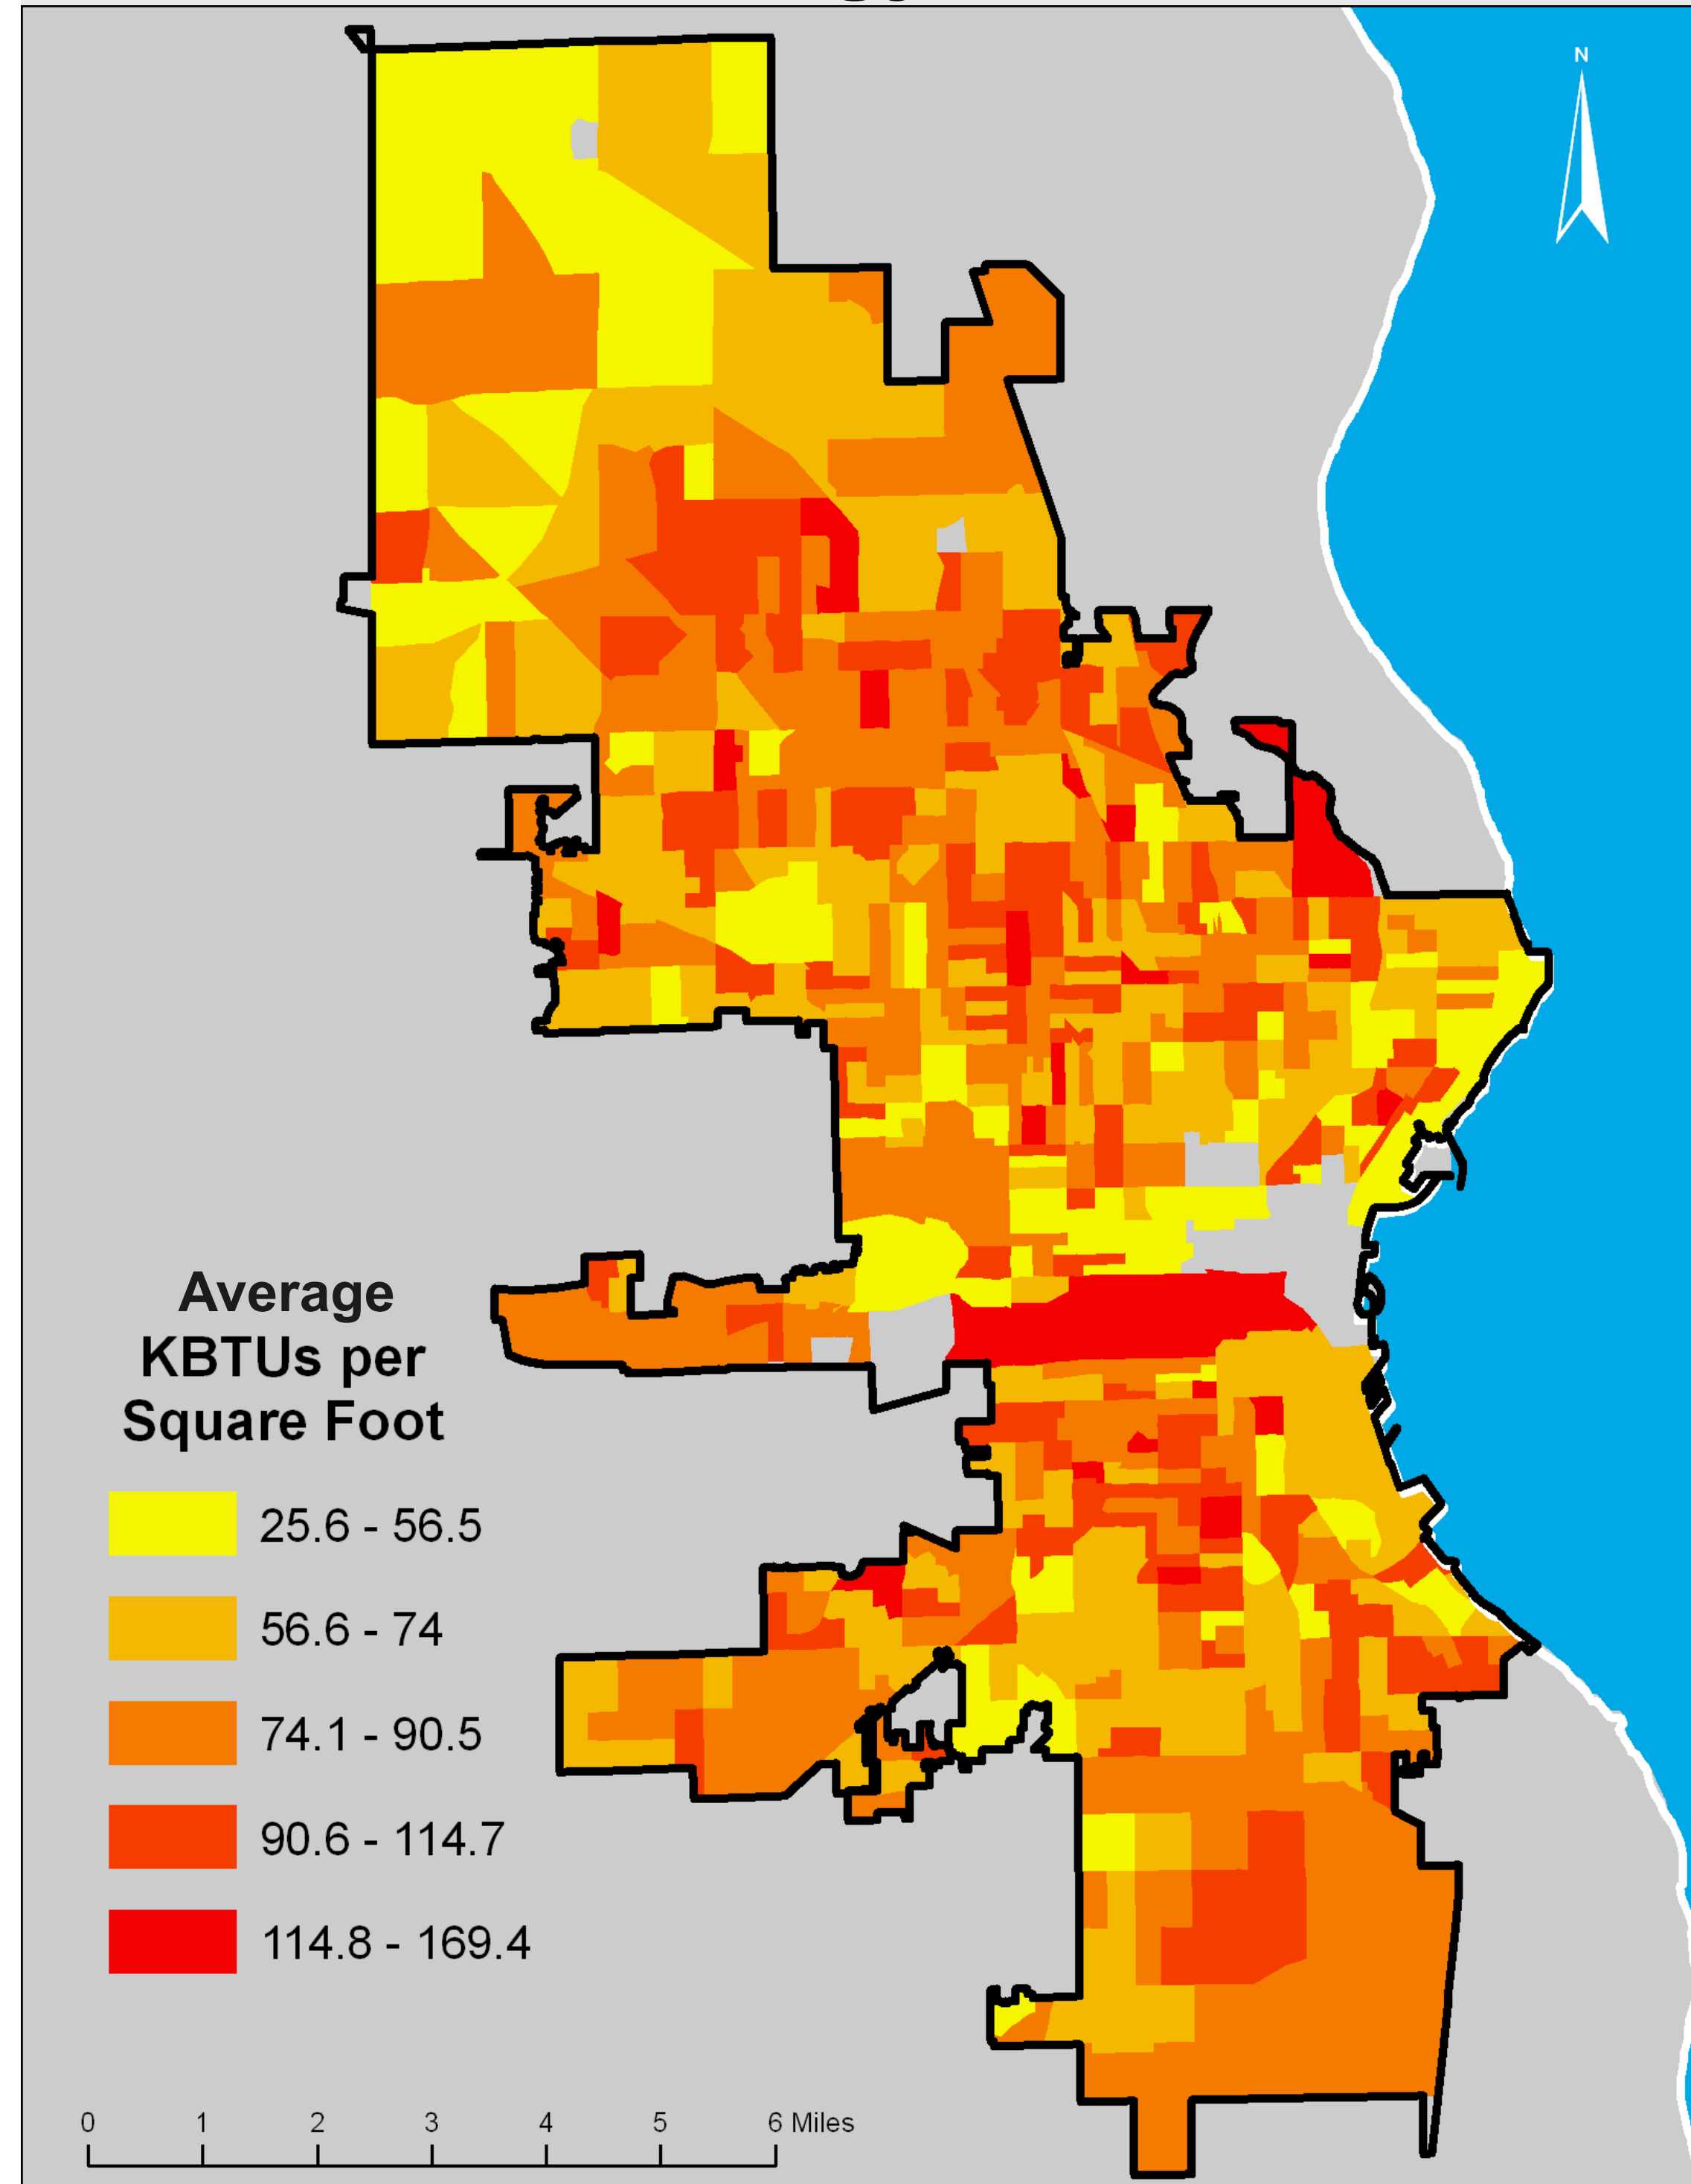 N
Average
KBTUs per
Square Foot
25.6 - 56.5
56.6 - 74
74.1 - 90.5
90.6 - 114.7
114.8 - 169.4
0 1 2 3 4 5 6 Miles